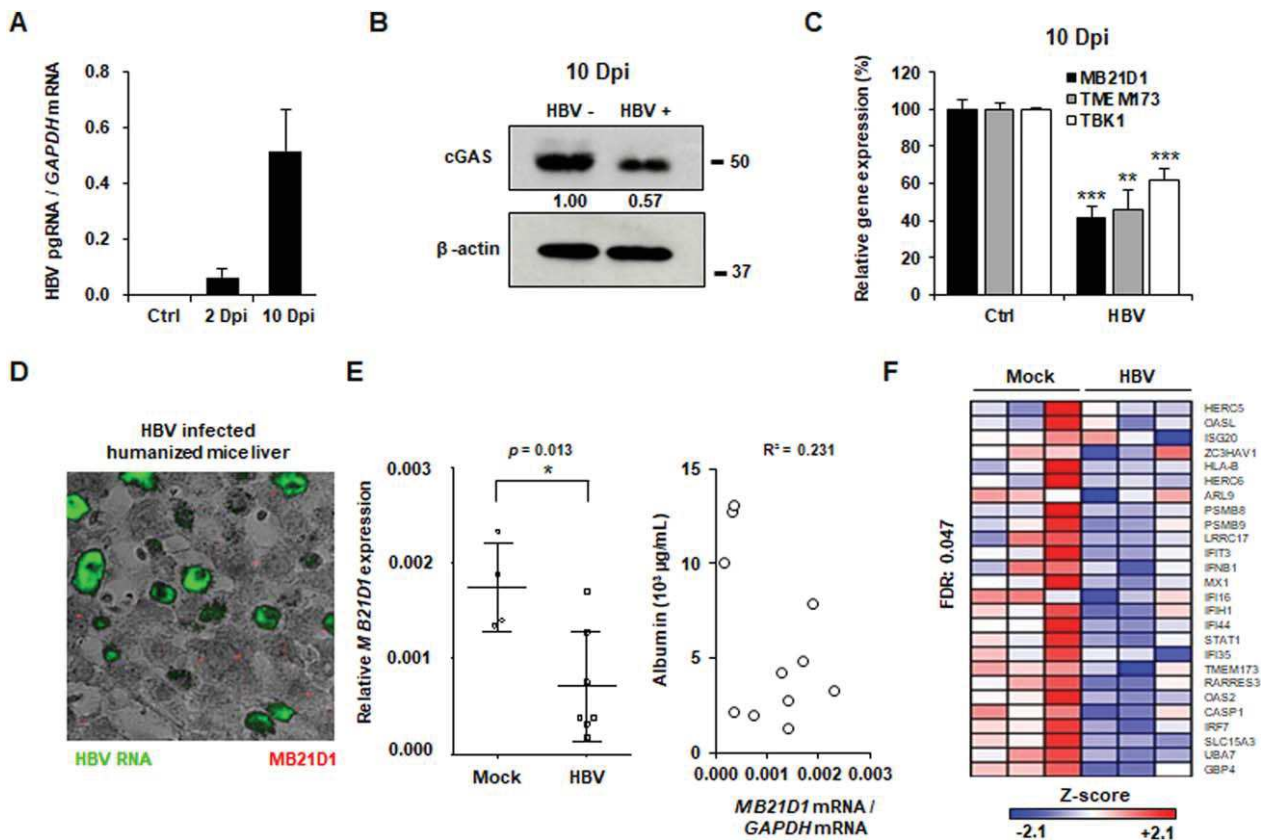 A
HBV pgRNA / GAPDH mRNA
0.8
0.6
0.4
0.2
0.0
Ctrl 2 Dpi 10 Dpi
B
10 Dpi
HBV - HBV +
cGAS
50
1.00 0.57
β-actin
37
C
10 Dpi
Relative gene expression (%)
120
100
80
60
40
20
0
MB21D1
TMEM173
TBK1
*** ** ***
Ctrl HBV
D
HBV infected
humanized mice liver
HBV RNA MB21D1
E
p = 0.013
*
Relative MB21D1 expression
0.003
0.002
0.001
0.000
Mock HBV
R² = 0.231
Albumin (10³ µg/mL)
15
10
5
0
0.000 0.001 0.002 0.003
MB21D1 mRNA /
GAPDH mRNA
F
Mock HBV
FDR: 0.047
HERC5
OASL
ISG20
ZC3HAV1
HLA-B
HERC6
ARL9
PSMB8
PSMB9
LRRC17
IFIT3
IFNB1
MX1
IFI16
IFIH1
IFI44
STAT1
IFI35
TMEM173
RARRES3
OAS2
CASP1
IRF7
SLC15A3
UBA7
GBP4
Z-score
-2.1 +2.1